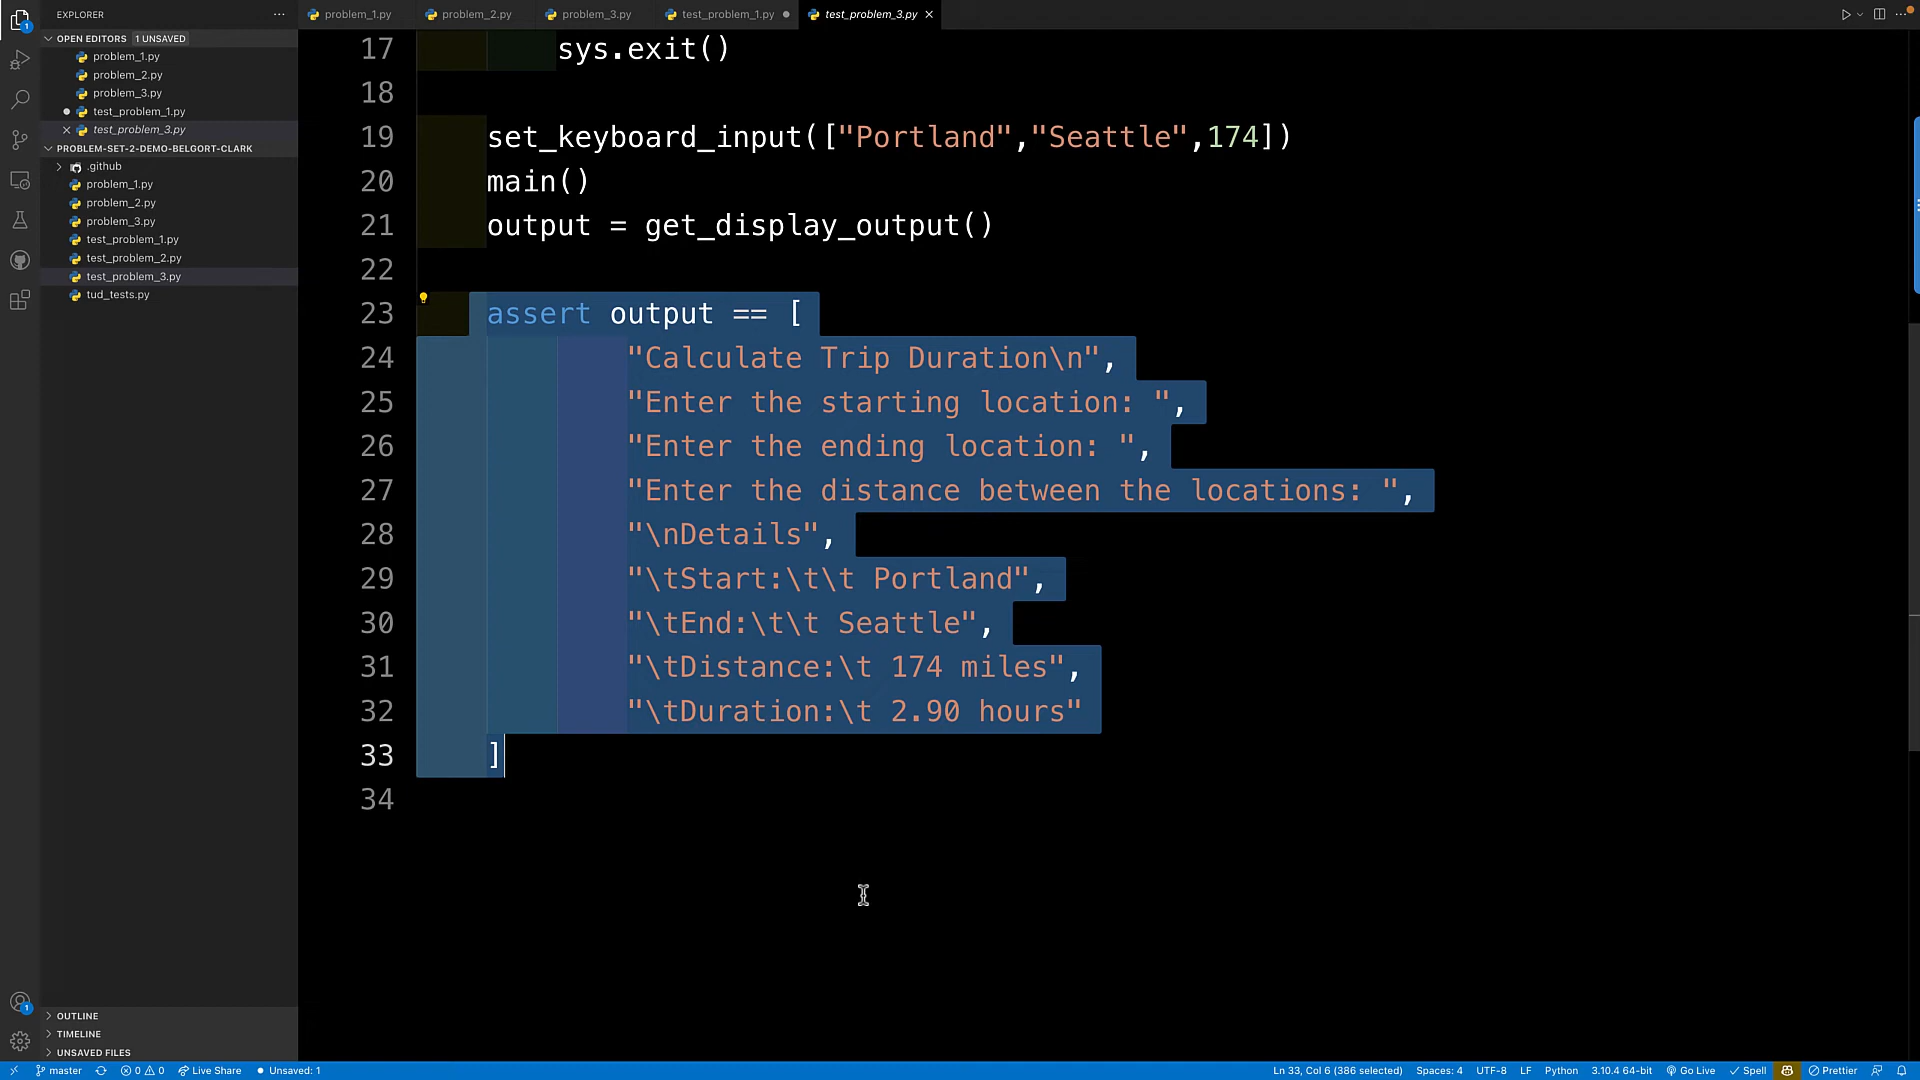 EXPLORER
OPEN EDITORS 1 UNSAVED
problem_1.py
problem_2.py
problem_3.py
test_problem_1.py
test_problem_3.py
PROBLEM-SET-2-DEMO-BELGORT-CLARK
.github
problem_1.py
problem_2.py
problem_3.py
test_problem_1.py
test_problem_2.py
test_problem_3.py
tud_tests.py
OUTLINE
TIMELINE
UNSAVED FILES
problem_1.py problem_2.py problem_3.py test_problem_1.py test_problem_3.py
17 sys.exit()
18
19 set_keyboard_input(["Portland","Seattle",174])
20 main()
21 output = get_display_output()
22
23 assert output == [
24 "Calculate Trip Duration\n",
25 "Enter the starting location: ",
26 "Enter the ending location: ",
27 "Enter the distance between the locations: ",
28 "\nDetails",
29 "\tStart:\t\t Portland",
30 "\tEnd:\t\t Seattle",
31 "\tDistance:\t 174 miles",
32 "\tDuration:\t 2.90 hours"
33 ]
34
1
1
master 0 0 Live Share Unsaved: 1 Ln 33, Col 6 (386 selected) Spaces: 4 UTF-8 LF Python 3.10.4 64-bit Go Live Spell Prettier